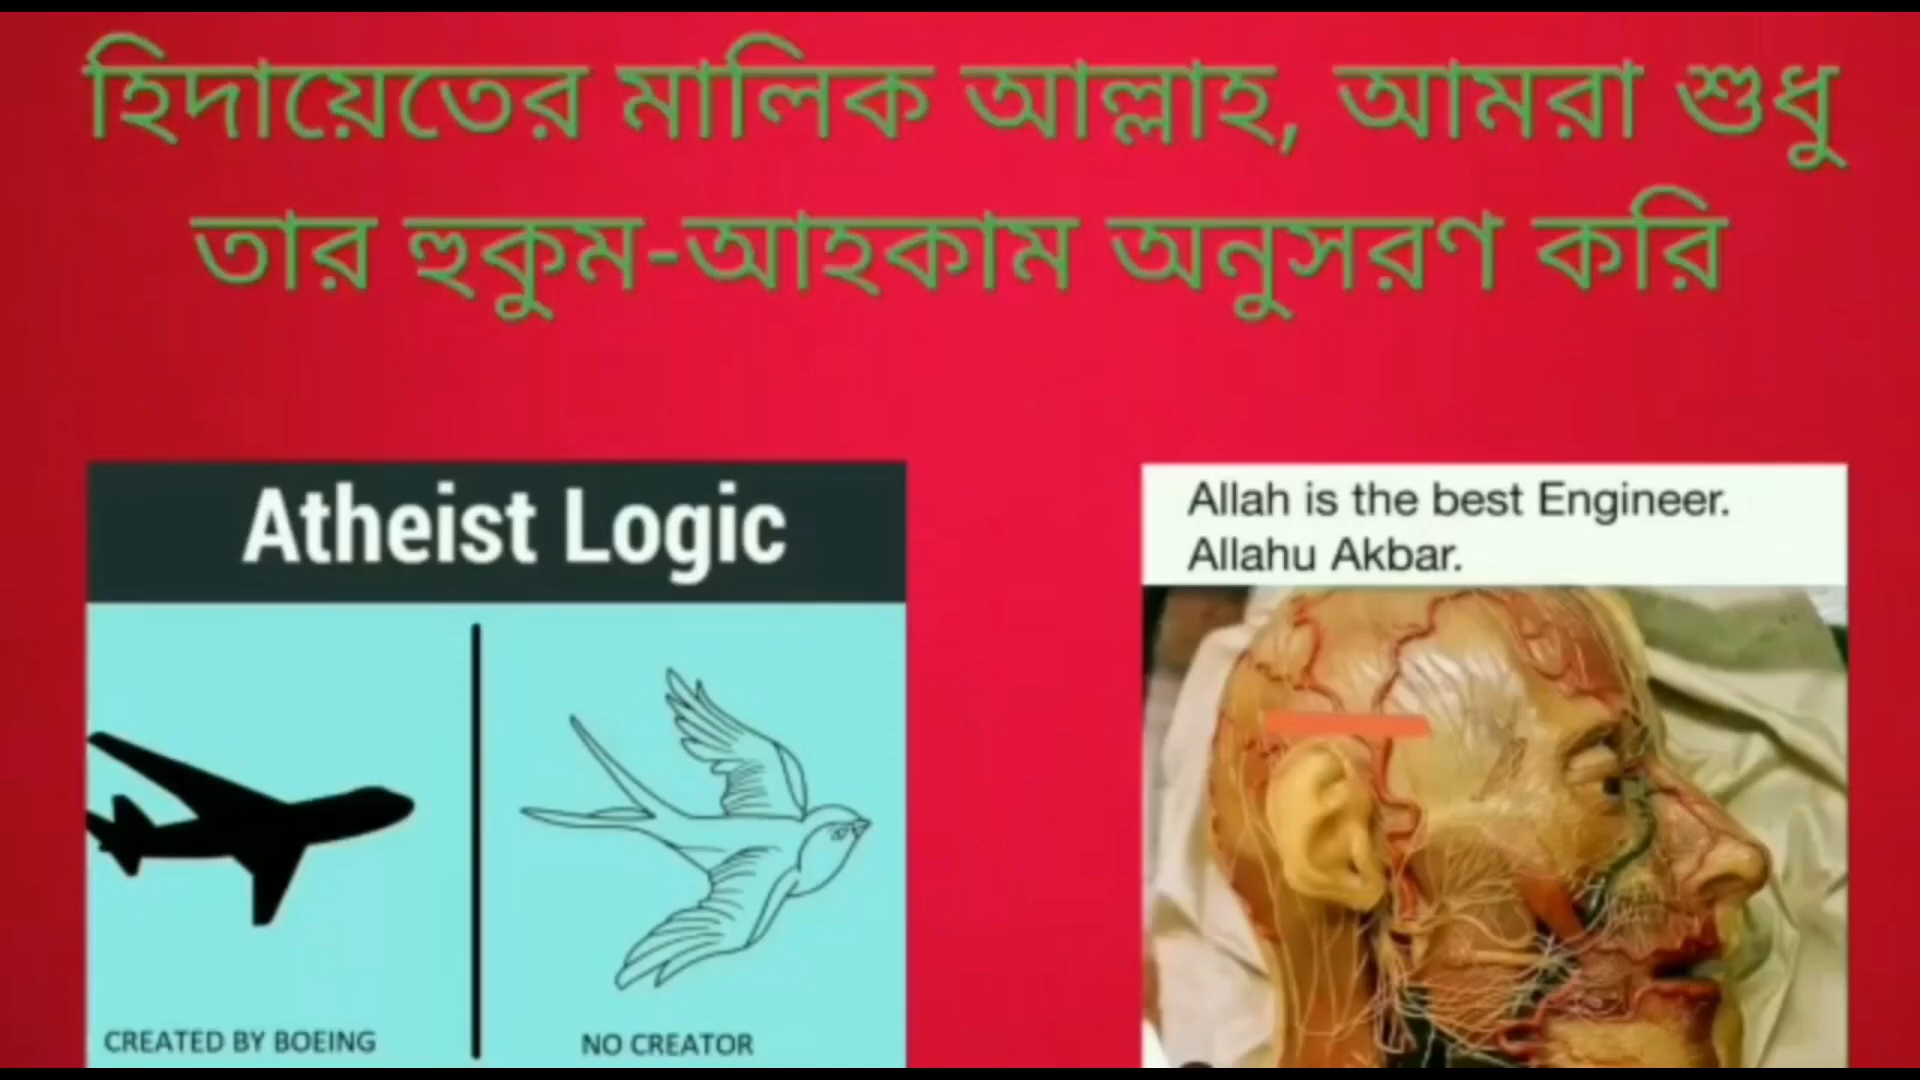 হিদায়েতের মালিক আল্লাহ, আমরা শুধু
তার হুকুম-আহকাম অনুসরণ করি
Atheist Logic
CREATED BY BOEING
NO CREATOR
Allah is the best Engineer.
Allahu Akbar.